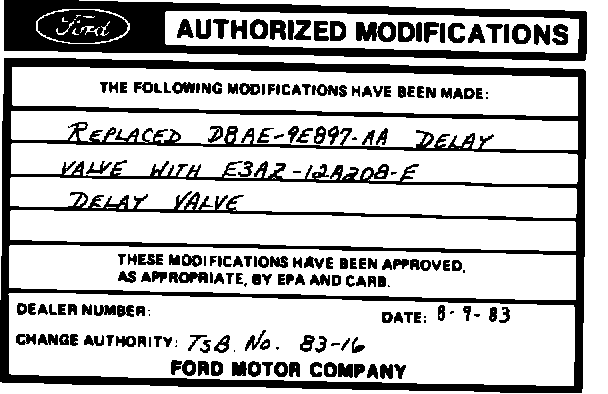 Ford AUTHORIZED MODIFICATIONS
THE FOLLOWING MODIFICATIONS HAVE BEEN MADE:
REPLACED D8AE-9E897-AA DELAY
VALVE WITH E3AZ-12A208-E
DELAY VALVE
THESE MODIFICATIONS HAVE BEEN APPROVED,
AS APPROPRIATE, BY EPA AND CARB.
DEALER NUMBER: DATE: 8-9-83
CHANGE AUTHORITY: TSB. No. 83-16
FORD MOTOR COMPANY